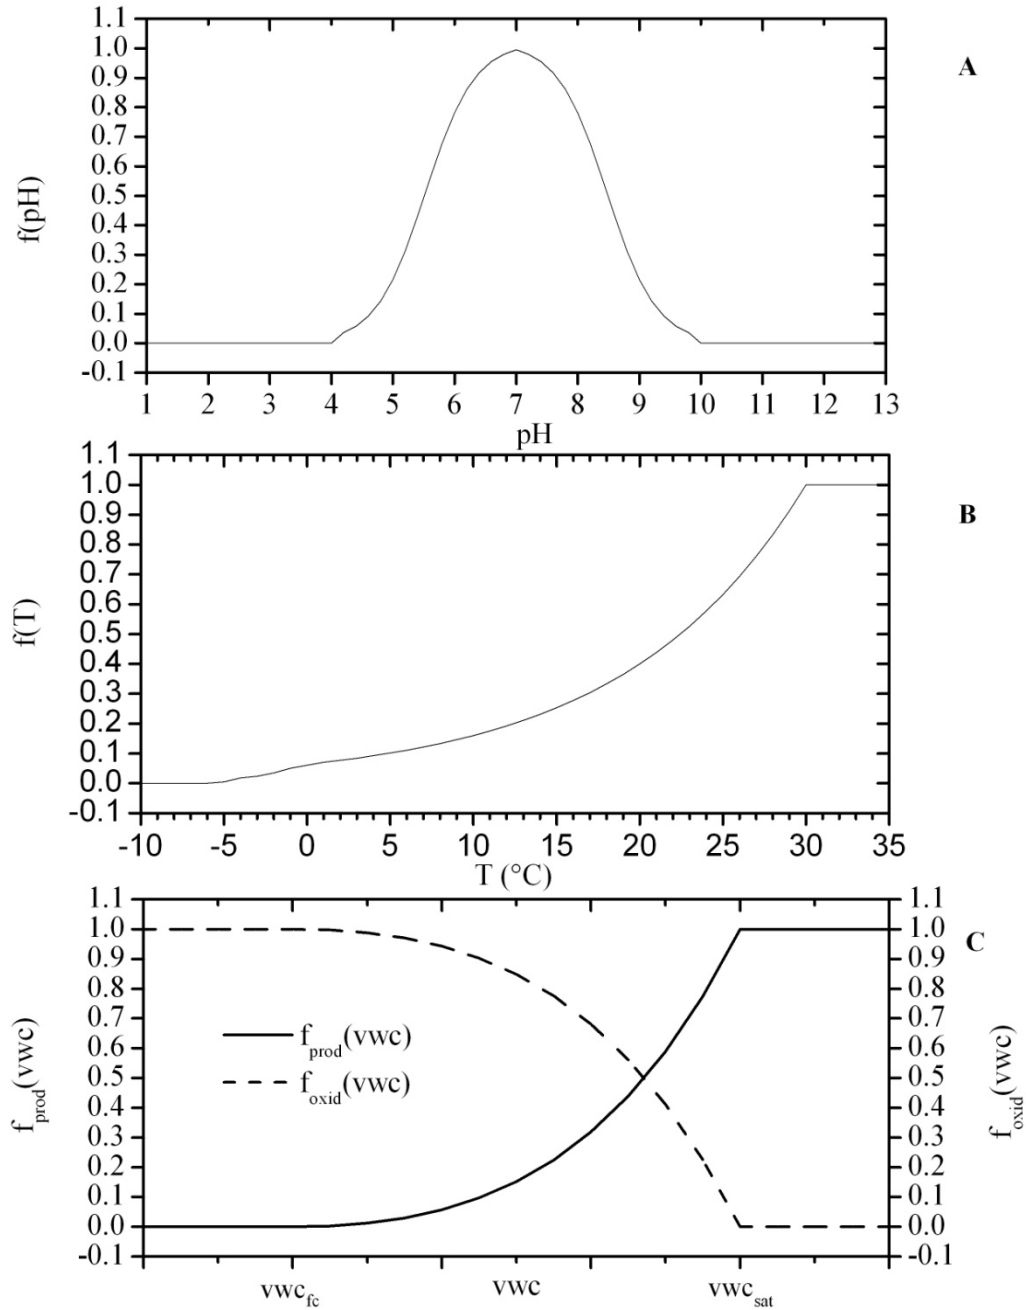 1.1
1.0
0.9
0.8
0.7
0.6
0.5
0.4
0.3
0.2
0.1
0.0
-0.1
f(pH)
A
1 2 3 4 5 6 7 8 9 10 11 12 13
pH
1.1
1.0
0.9
0.8
0.7
0.6
0.5
0.4
0.3
0.2
0.1
0.0
-0.1
f(T)
B
-10 -5 0 5 10 15 20 25 30 35
T (°C)
1.1 1.1
1.0 1.0
0.9 0.9
0.8 0.8
0.7 0.7
0.6 0.6
0.5 0.5
0.4 0.4
0.3 0.3
0.2 0.2
0.1 0.1
0.0 0.0
-0.1 -0.1
C
fprod(vwc)
foxid(vwc)
fprod(vwc)
foxid(vwc)
vwcfc vwc vwcsat